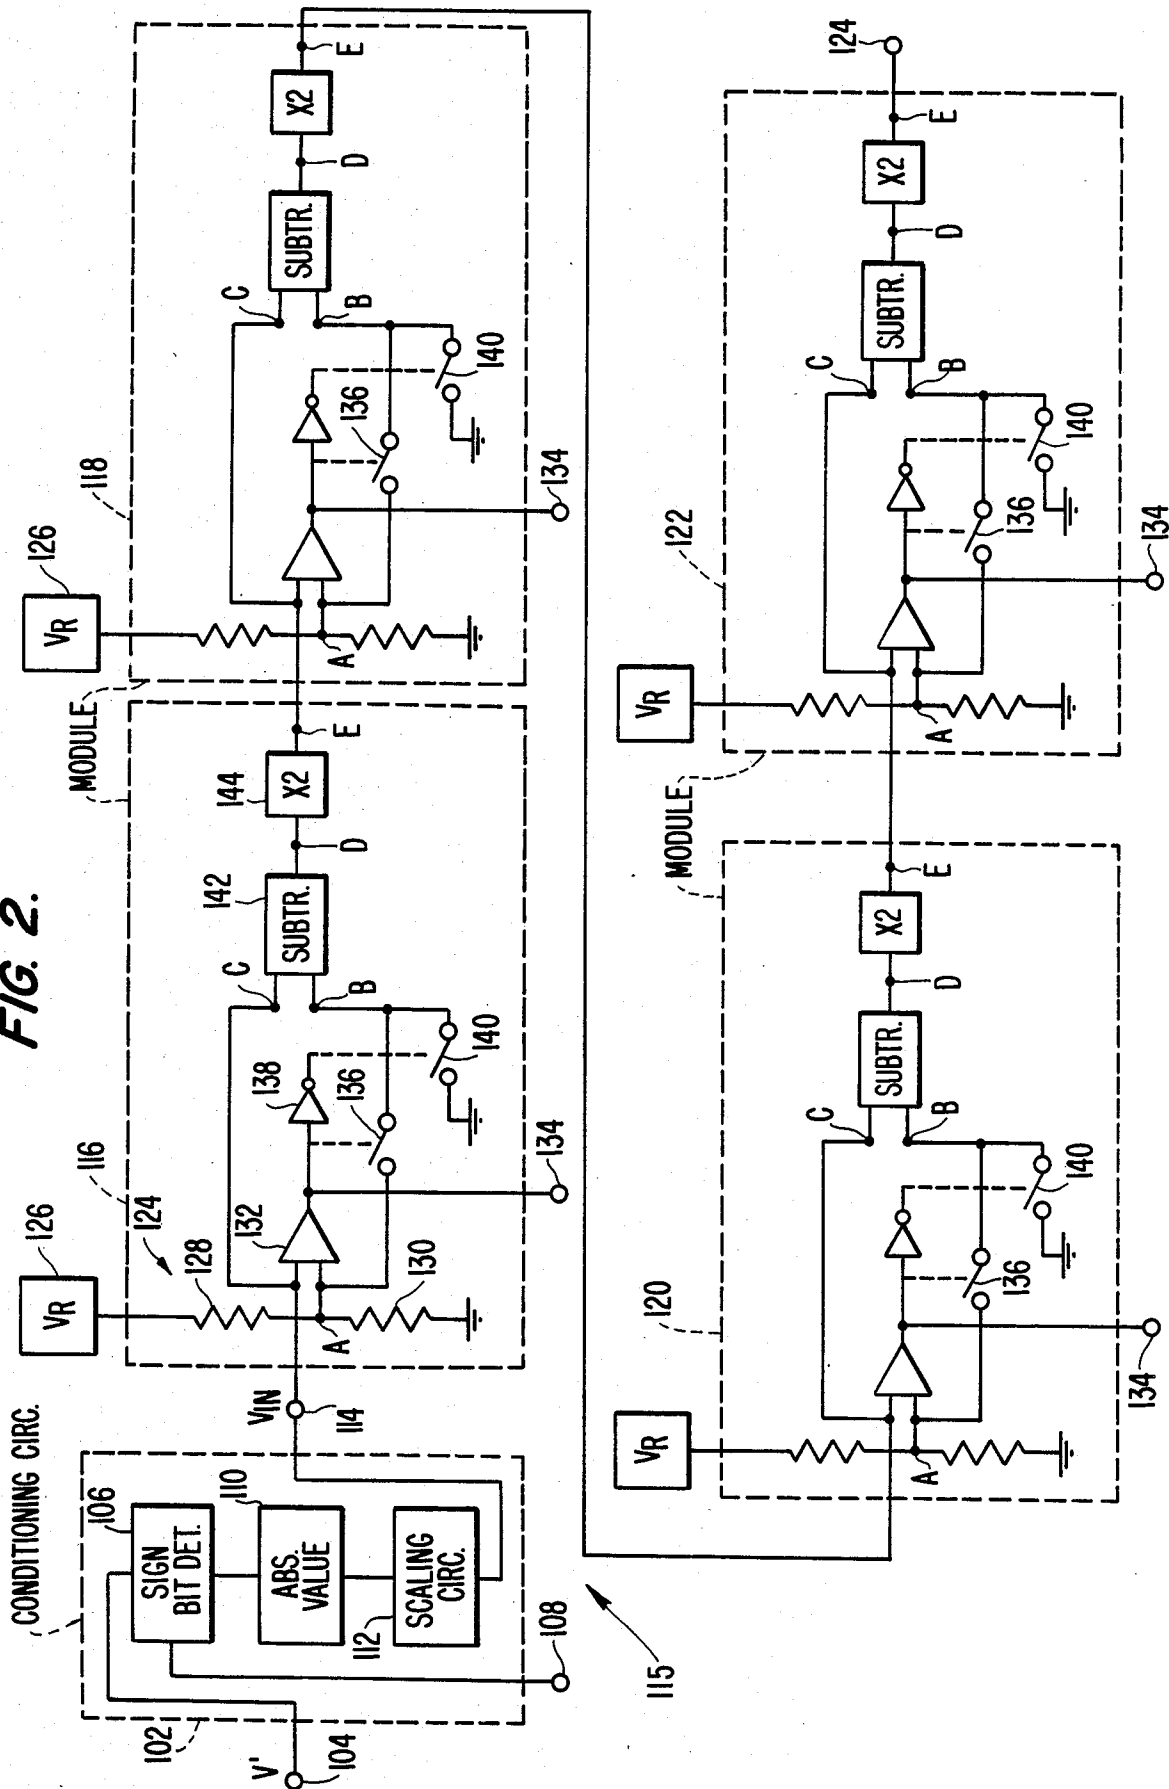 FIG. 2.
CONDITIONING CIRC.
102
V'
104
106
SIGN
BIT DET.
108
110
ABS.
VALUE
112
SCALING
CIRC.
VIN
114
115
MODULE
116
124
126
VR
128
A
130
132
134
136
138
140
C
B
142
SUBTR.
D
144
X2
E
118
126
VR
A
134
136
140
C
B
SUBTR.
D
X2
E
MODULE
120
VR
A
134
136
140
C
B
SUBTR.
D
X2
E
122
VR
A
134
136
140
C
B
SUBTR.
D
X2
E
124